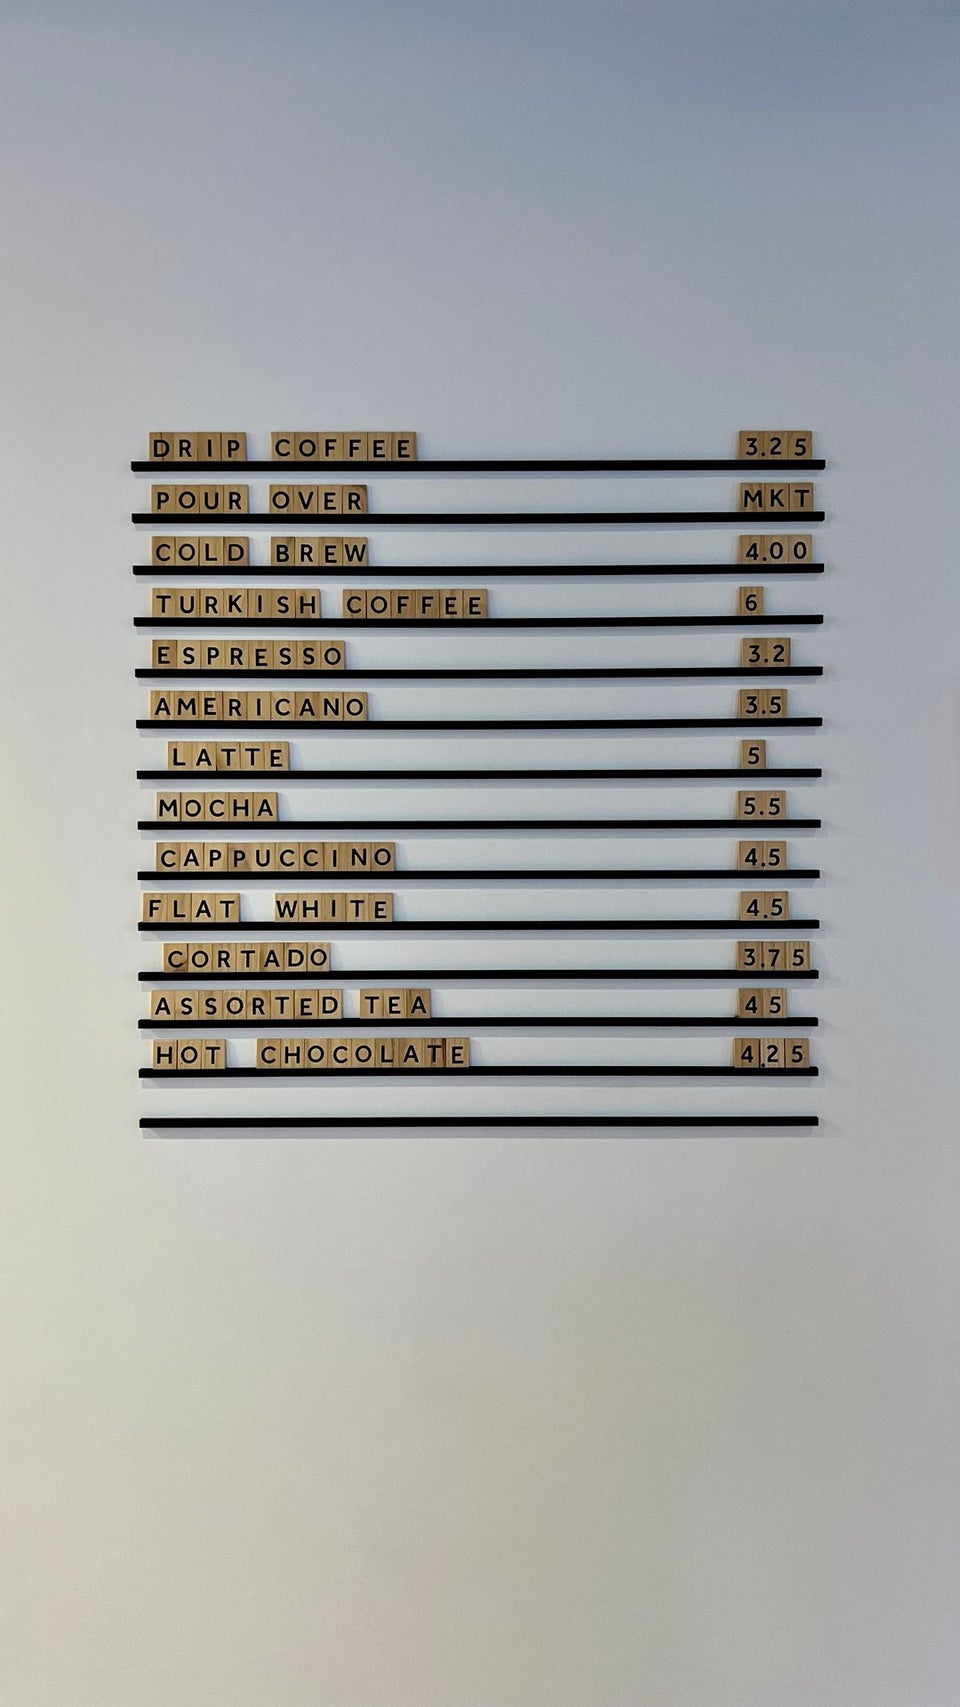 DRIP COFFEE 3.25
POUR OVER MKT
COLD BREW 4.00
TURKISH COFFEE 6
ESPRESSO 3.2
AMERICANO 3.5
LATTE 5
MOCHA 5.5
CAPPUCCINO 4.5
FLAT WHITE 4.5
CORTADO 3.75
ASSORTED TEA 45
HOT CHOCOLATE 4.25